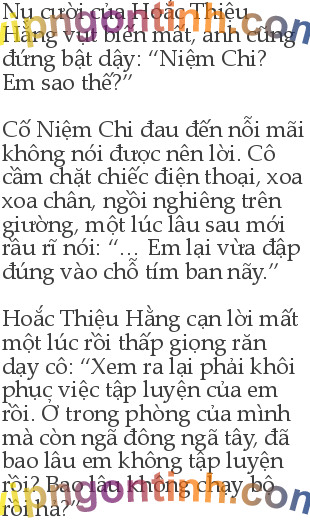 Nụ cười của Hoắc Thiệu
Hằng vụt biến mất, anh cũng
đứng bật dậy: “Niệm Chi?
Em sao thế?”
Cố Niệm Chi đau đến nỗi mãi
không nói được nên lời. Cô
cầm chặt chiếc điện thoại, xoa
xoa chân, ngồi nghiêng trên
giường, một lúc lâu sau mới
rầu rĩ nói: “... Em lại vừa đập
đúng vào chỗ tím ban nãy.”
Hoắc Thiệu Hằng cạn lời mất
một lúc rồi thấp giọng răn
dạy cô: “Xem ra lại phải khôi
phục việc tập luyện của em
rồi. Ở trong phòng của mình
mà còn ngã đông ngã tây, đã
bao lâu em không tập luyện
rồi? Bao lâu không chạy bộ
rồi hả?”
vipngontinh.com
vipngontinh.com